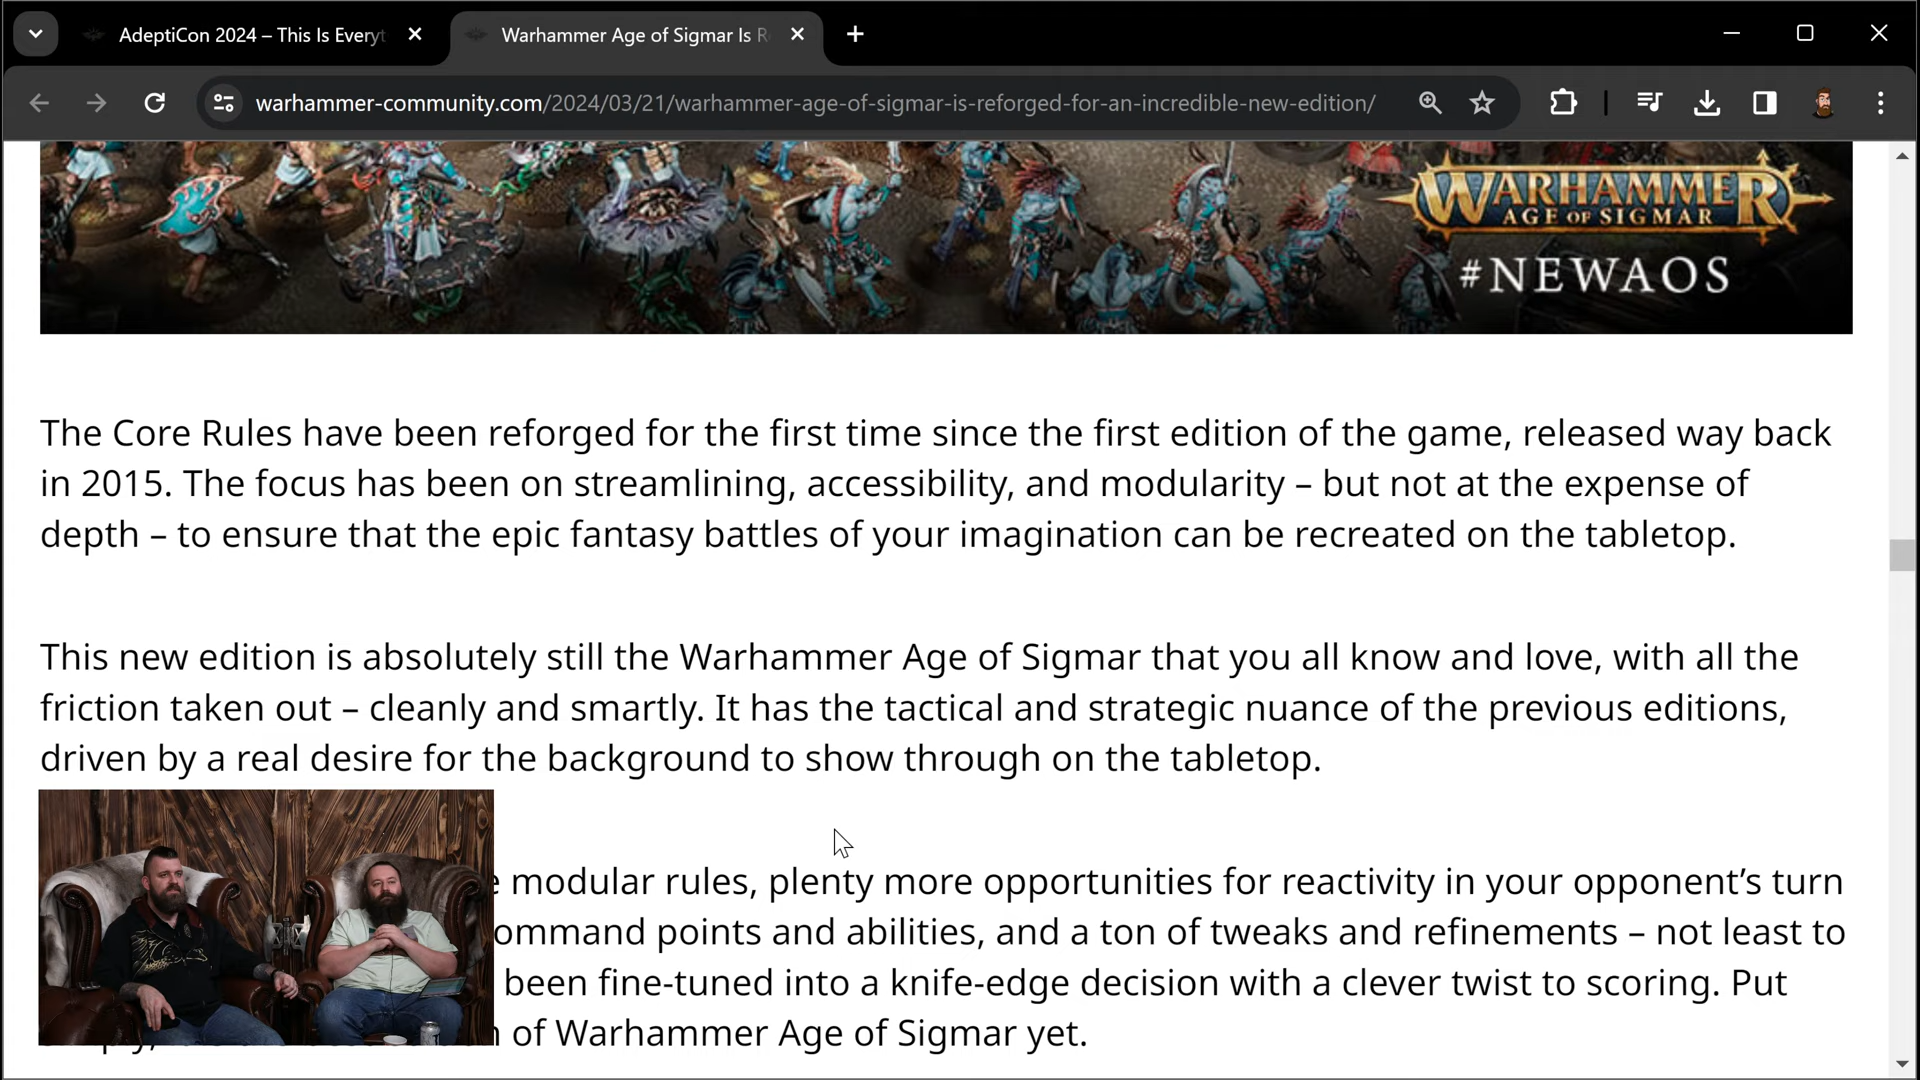 AdeptiCon 2024 – This Is Everyt
Warhammer Age of Sigmar Is R
warhammer-community.com/2024/03/21/warhammer-age-of-sigmar-is-reforged-for-an-incredible-new-edition/
WARHAMMER
AGE OF SIGMAR
#NEWAOS
The Core Rules have been reforged for the first time since the first edition of the game, released way back
in 2015. The focus has been on streamlining, accessibility, and modularity – but not at the expense of
depth – to ensure that the epic fantasy battles of your imagination can be recreated on the tabletop.
This new edition is absolutely still the Warhammer Age of Sigmar that you all know and love, with all the
friction taken out – cleanly and smartly. It has the tactical and strategic nuance of the previous editions,
driven by a real desire for the background to show through on the tabletop.
modular rules, plenty more opportunities for reactivity in your opponent’s turn
ommand points and abilities, and a ton of tweaks and refinements – not least to
been fine-tuned into a knife-edge decision with a clever twist to scoring. Put
of Warhammer Age of Sigmar yet.